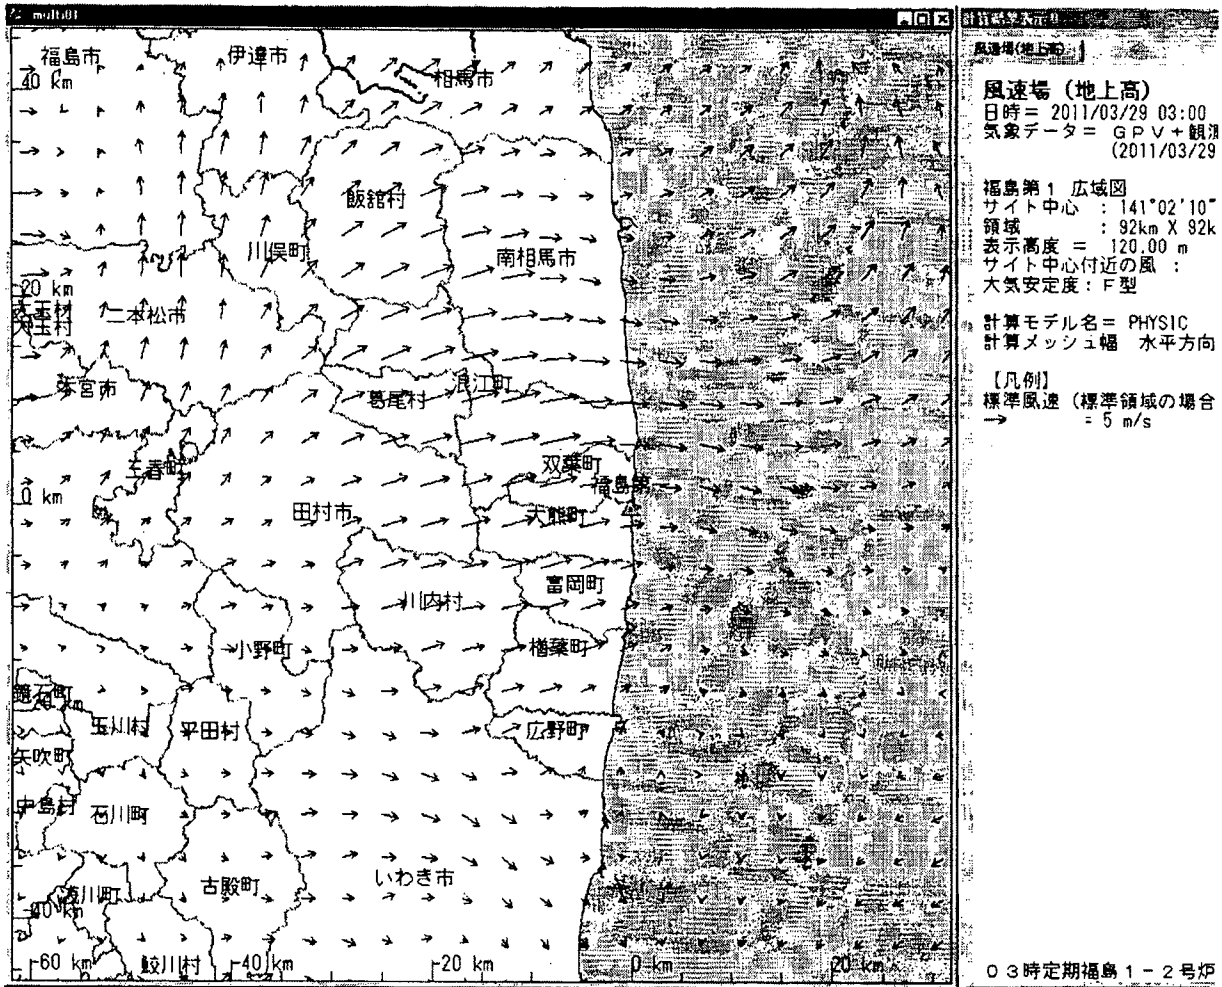 multi01
計算結果表示
風速場(地上高)
風速場 (地上高)
日時= 2011/03/29 03:00
気象データ= GPV+観測
(2011/03/29
福島第1 広域図
サイト中心 : 141°02'10"
領域 : 92km X 92k
表示高度 = 120.00 m
サイト中心付近の風 :
大気安定度:F型
計算モデル名= PHYSIC
計算メッシュ幅 水平方向
【凡例】
標準風速 (標準領域の場合
→ = 5 m/s
福島市
伊達市
相馬市
40 km
飯舘村
川俣町
南相馬市
20 km
大玉村
二本松市
本宮市
葛尾村
浪江町
三春町
双葉町
福島第一
0 km
田村市
大熊町
富岡町
川内村
小野町
楢葉町
鏡石町
-20 km
玉川村
平田村
広野町
矢吹町
中島村
石川町
古殿町
いわき市
浅川町
-40 km
鮫川村
-60 km
-40 km
-20 km
0 km
20 km
03時定期福島1-2号炉